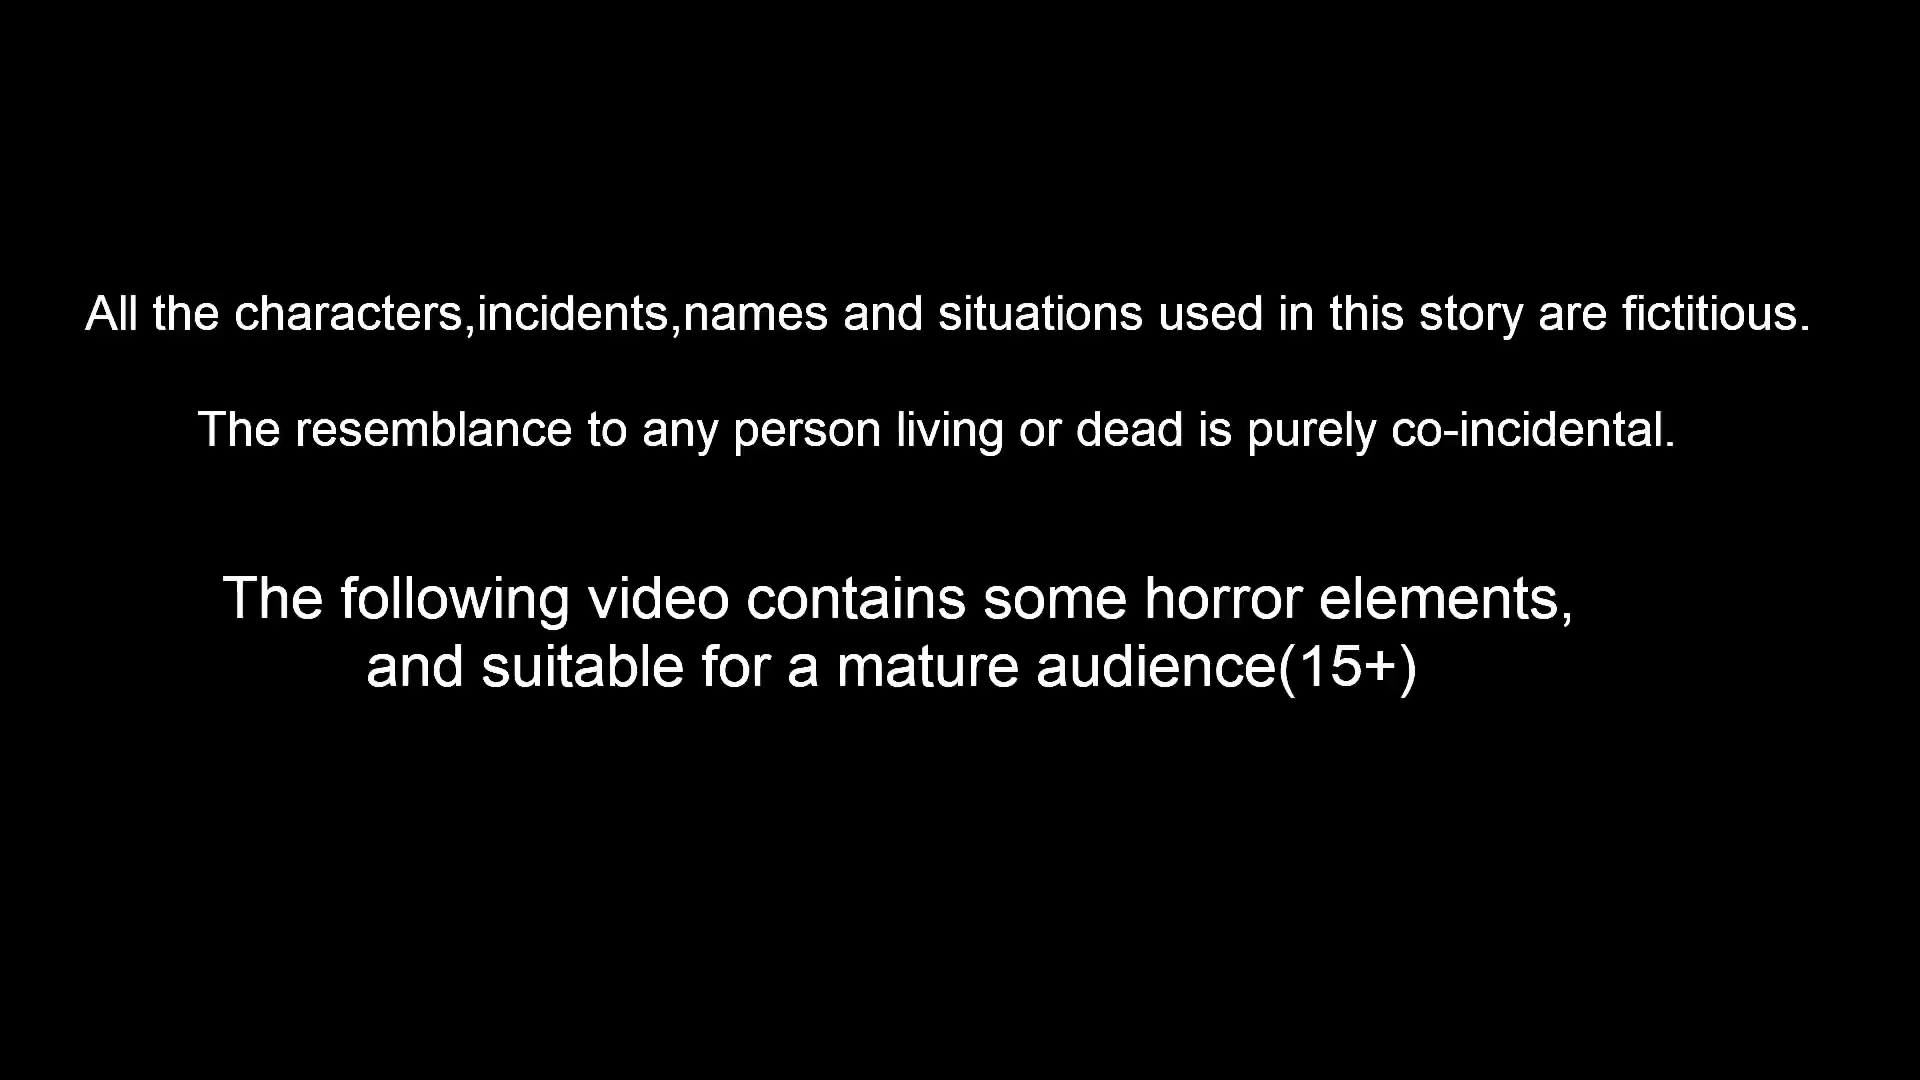 All the characters,incidents,names and situations used in this story are fictitious.
The resemblance to any person living or dead is purely co-incidental.
The following video contains some horror elements,
and suitable for a mature audience(15+)